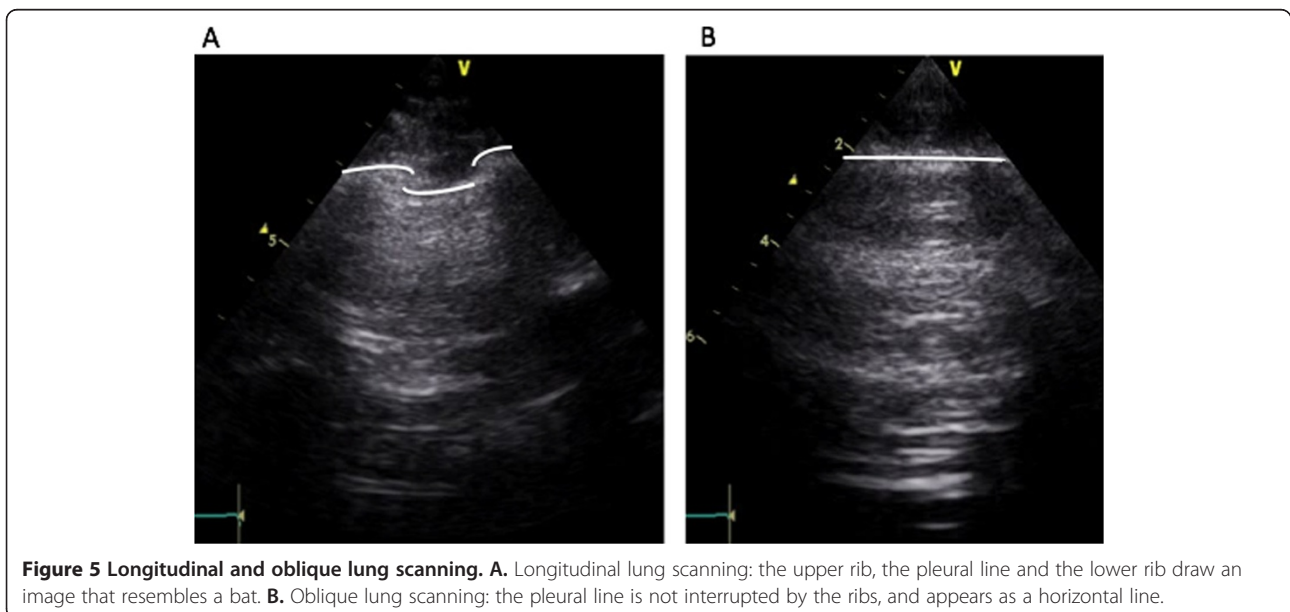 A
B
V
V
2
5
4
6
Figure 5 Longitudinal and oblique lung scanning. A. Longitudinal lung scanning: the upper rib, the pleural line and the lower rib draw an
image that resembles a bat. B. Oblique lung scanning: the pleural line is not interrupted by the ribs, and appears as a horizontal line.